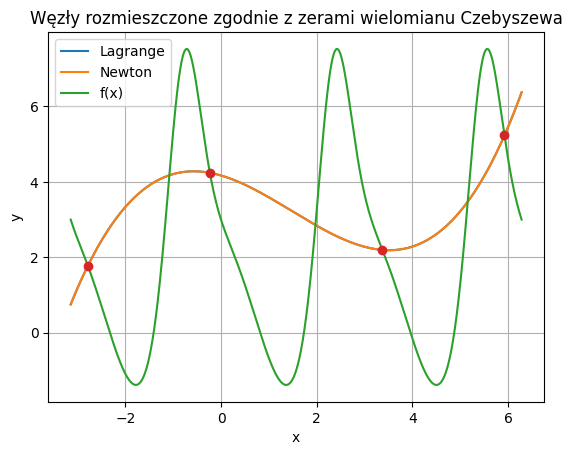 Węzły rozmieszczone zgodnie z zerami wielomianu Czebyszewa
Lagrange
Newton
f(x)
6
4
2
0
y
−2
0
2
4
6
x